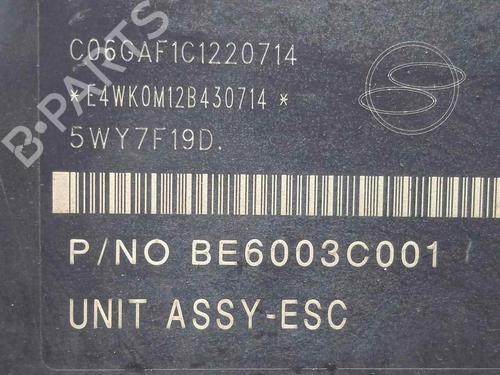 C06GAF1C1220714
*E4WK0M12B430714 *
5WY7F19D.
P/NO BE6003C001
UNIT ASSY-ESC
B-PARTS